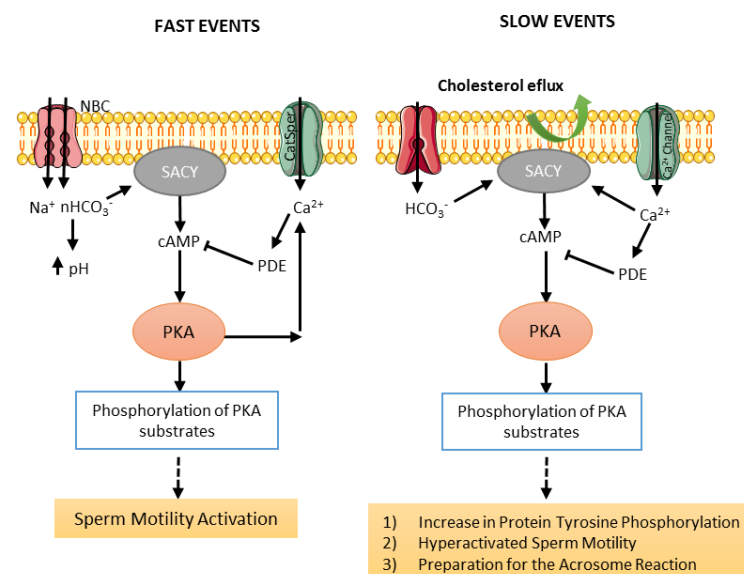 FAST EVENTS
NBC
CatSper
SACY
Na⁺ nHCO₃⁻
Ca²⁺
cAMP
PDE
pH
PKA
Phosphorylation of PKA
substrates
Sperm Motility Activation
SLOW EVENTS
Cholesterol eflux
Ca²⁺ Channel
SACY
HCO₃⁻
Ca²⁺
cAMP
PDE
PKA
Phosphorylation of PKA
substrates
1) Increase in Protein Tyrosine Phosphorylation
2) Hyperactivated Sperm Motility
3) Preparation for the Acrosome Reaction